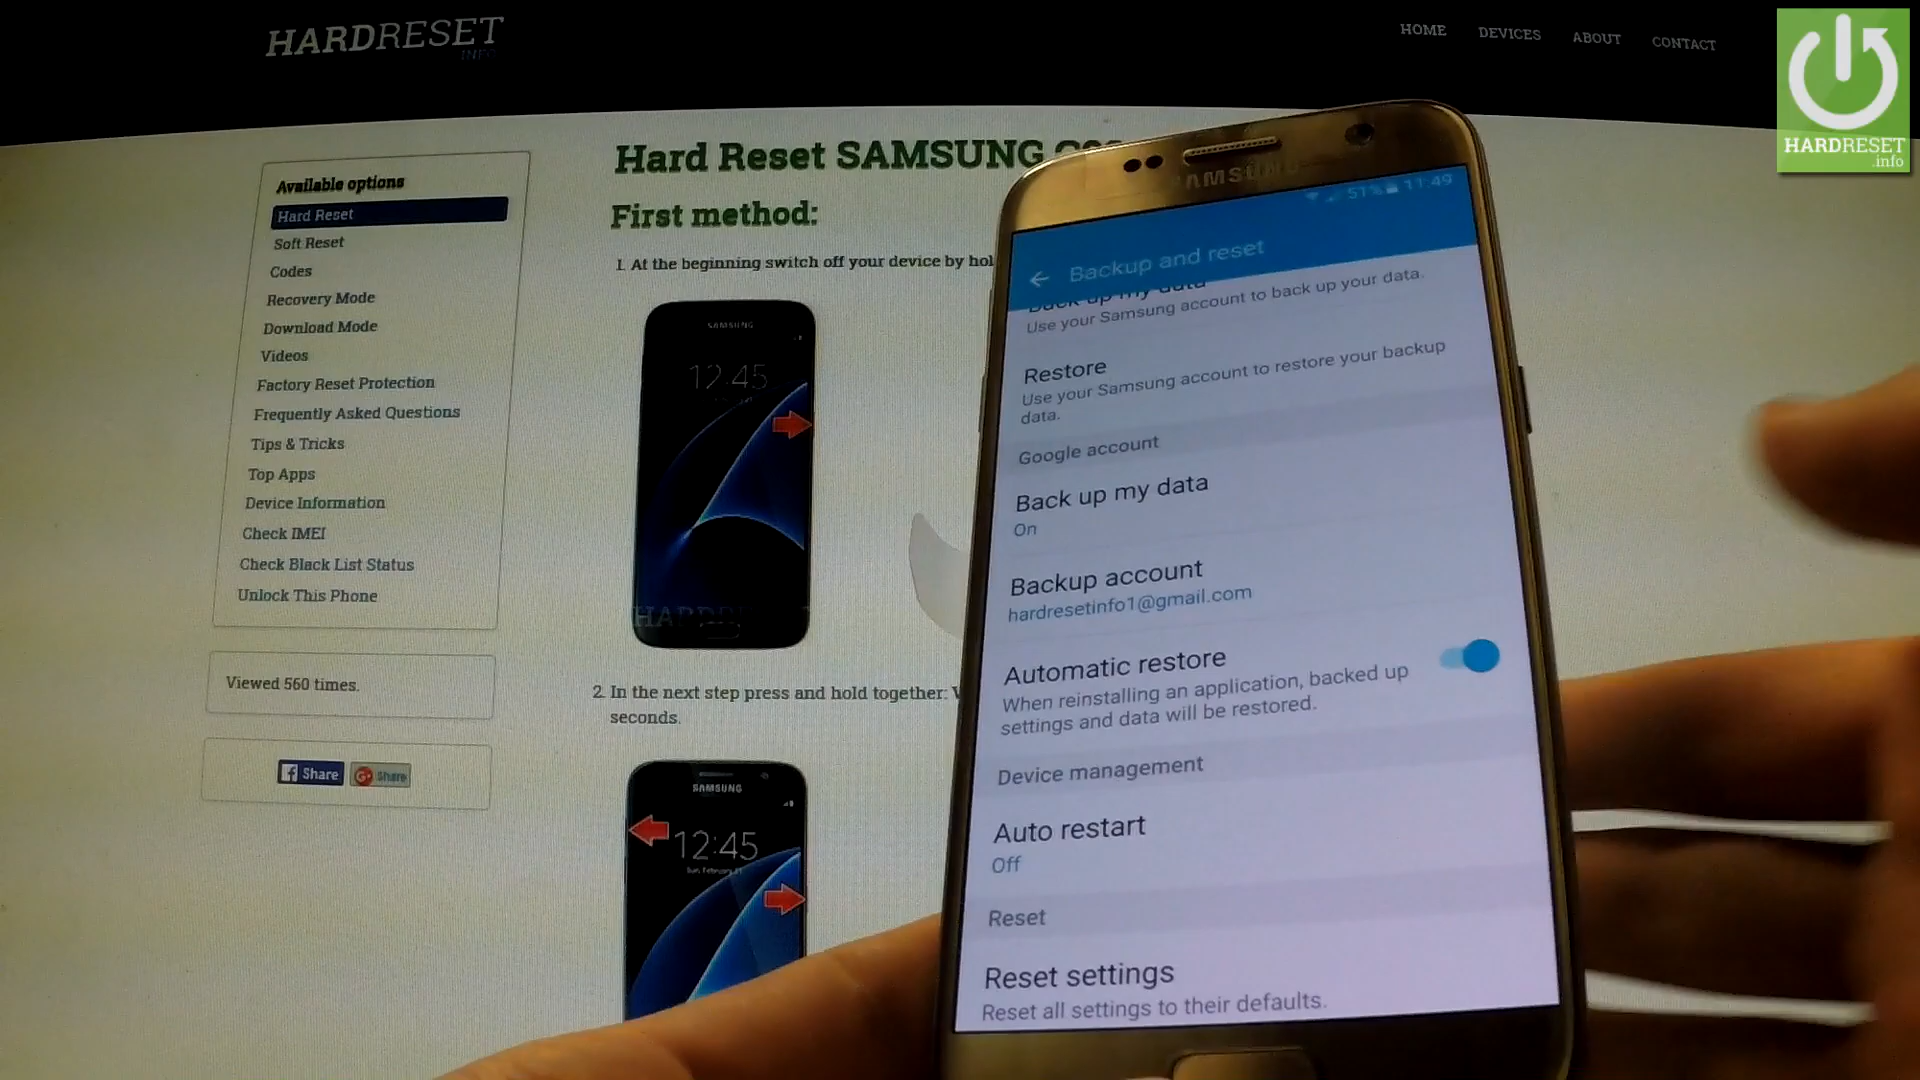 HARDRESET
INFO
HOME DEVICES ABOUT CONTACT
HARDRESET
.info
Available options
Hard Reset
Soft Reset
Codes
Recovery Mode
Download Mode
Videos
Factory Reset Protection
Frequently Asked Questions
Tips & Tricks
Top Apps
Device Information
Check IMEI
Check Black List Status
Unlock This Phone
Viewed 560 times.
Share Share
Hard Reset SAMSUNG
First method:
1. At the beginning switch off your device by hol
SAMSUNG
12:45
2. In the next step press and hold together:
seconds.
SAMSUNG
12:45
SAMSUNG
51% 11:49
Backup and reset
Back up my data
Use your Samsung account to back up your data.
Restore
Use your Samsung account to restore your backup
data.
Google account
Back up my data
On
Backup account
hardresetinfo1@gmail.com
Automatic restore
When reinstalling an application, backed up
settings and data will be restored.
Device management
Auto restart
Off
Reset
Reset settings
Reset all settings to their defaults.